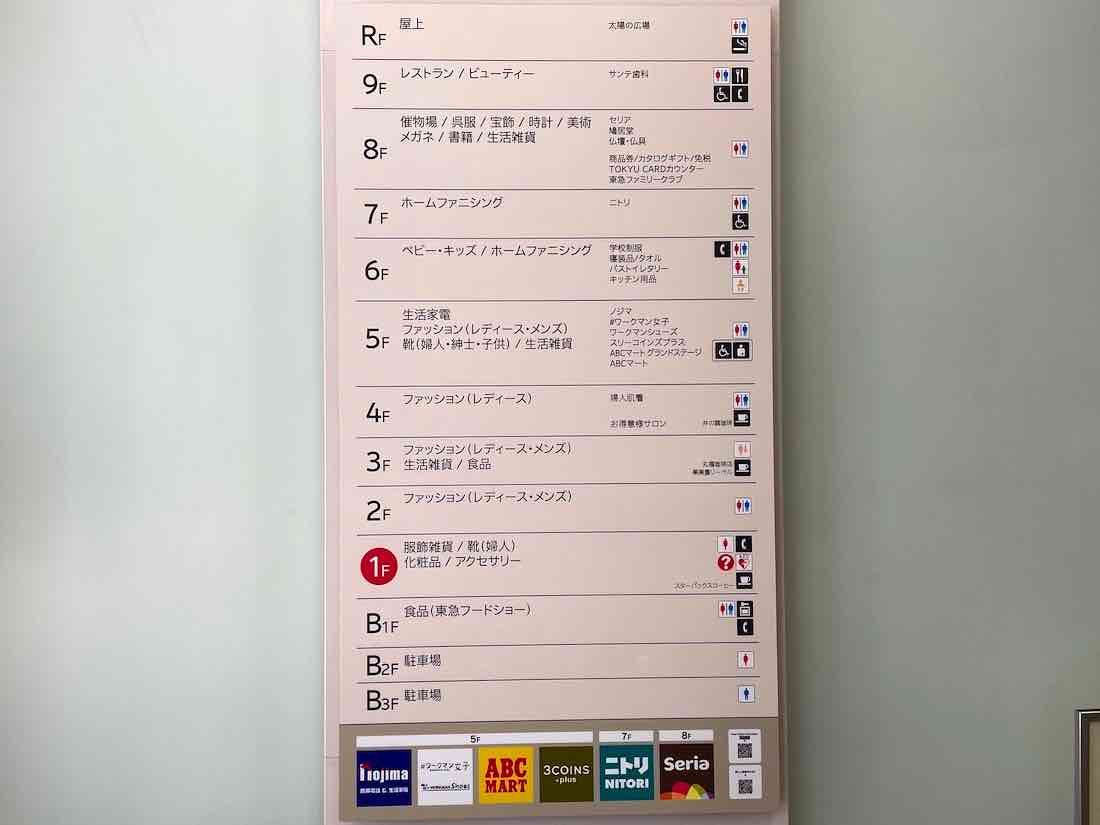 RF
屋上
太陽の広場
9F
レストラン / ビューティー
サンテ歯科
8F
催物場 / 呉服 / 宝飾 / 時計 / 美術
メガネ / 書籍 / 生活雑貨
セリア
鳩居堂
仏壇・仏具
商品券/カタログギフト/免税
TOKYU CARDカウンター
東急ファミリークラブ
7F
ホームファニシング
ニトリ
6F
ベビー・キッズ / ホームファニシング
学校制服
寝装品/タオル
バストイレタリー
キッチン用品
5F
生活家電
ファッション(レディース・メンズ)
靴(婦人・紳士・子供) / 生活雑貨
ノジマ
#ワークマン女子
ワークマンシューズ
スリーコインズプラス
ABCマートグランドステージ
ABCマート
4F
ファッション(レディース)
婦人肌着
お得意様サロン
3F
ファッション(レディース・メンズ)
生活雑貨 / 食品
2F
ファッション(レディース・メンズ)
1F
服飾雑貨 / 靴(婦人)
化粧品 / アクセサリー
?
スターバックスコーヒー
B1F
食品(東急フードショー)
B2F
駐車場
B3F
駐車場
5F
7F
8F
nojima
#ワークマン女子
WORKMAN Shoes
ABC
MART
3COINS
+plus
ニトリ
NITORI
Seria